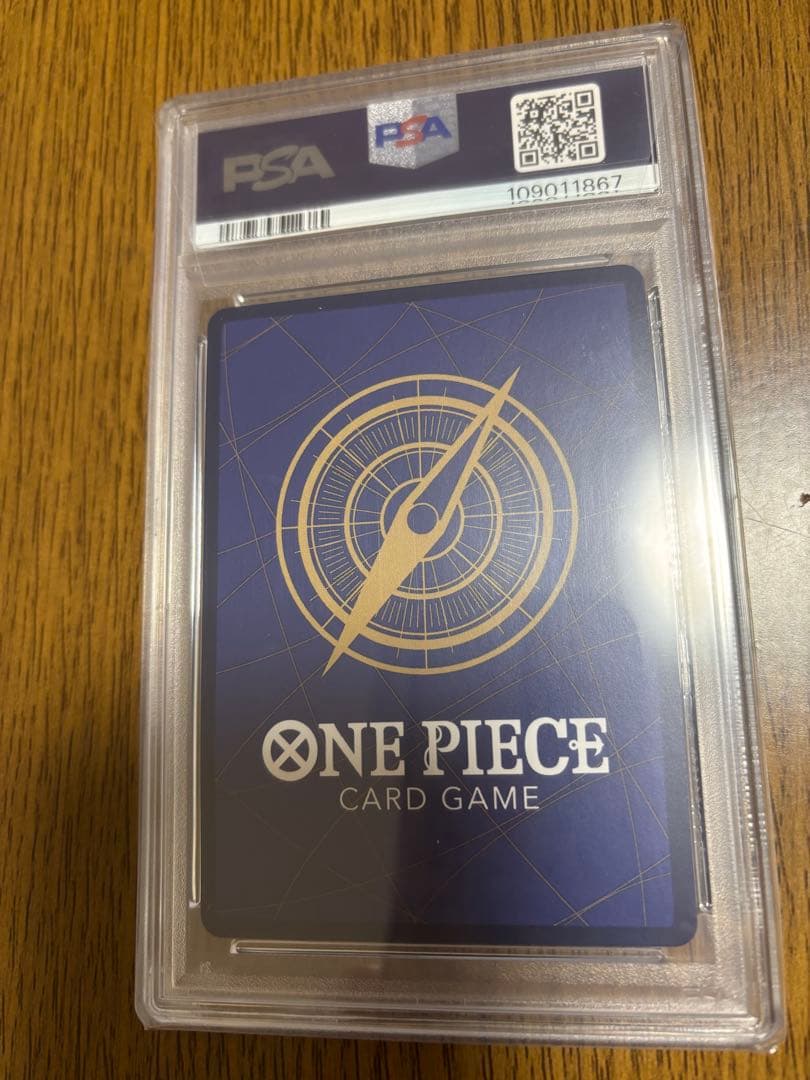 PSA
PSA
109011867
ONE PIECE
CARD GAME